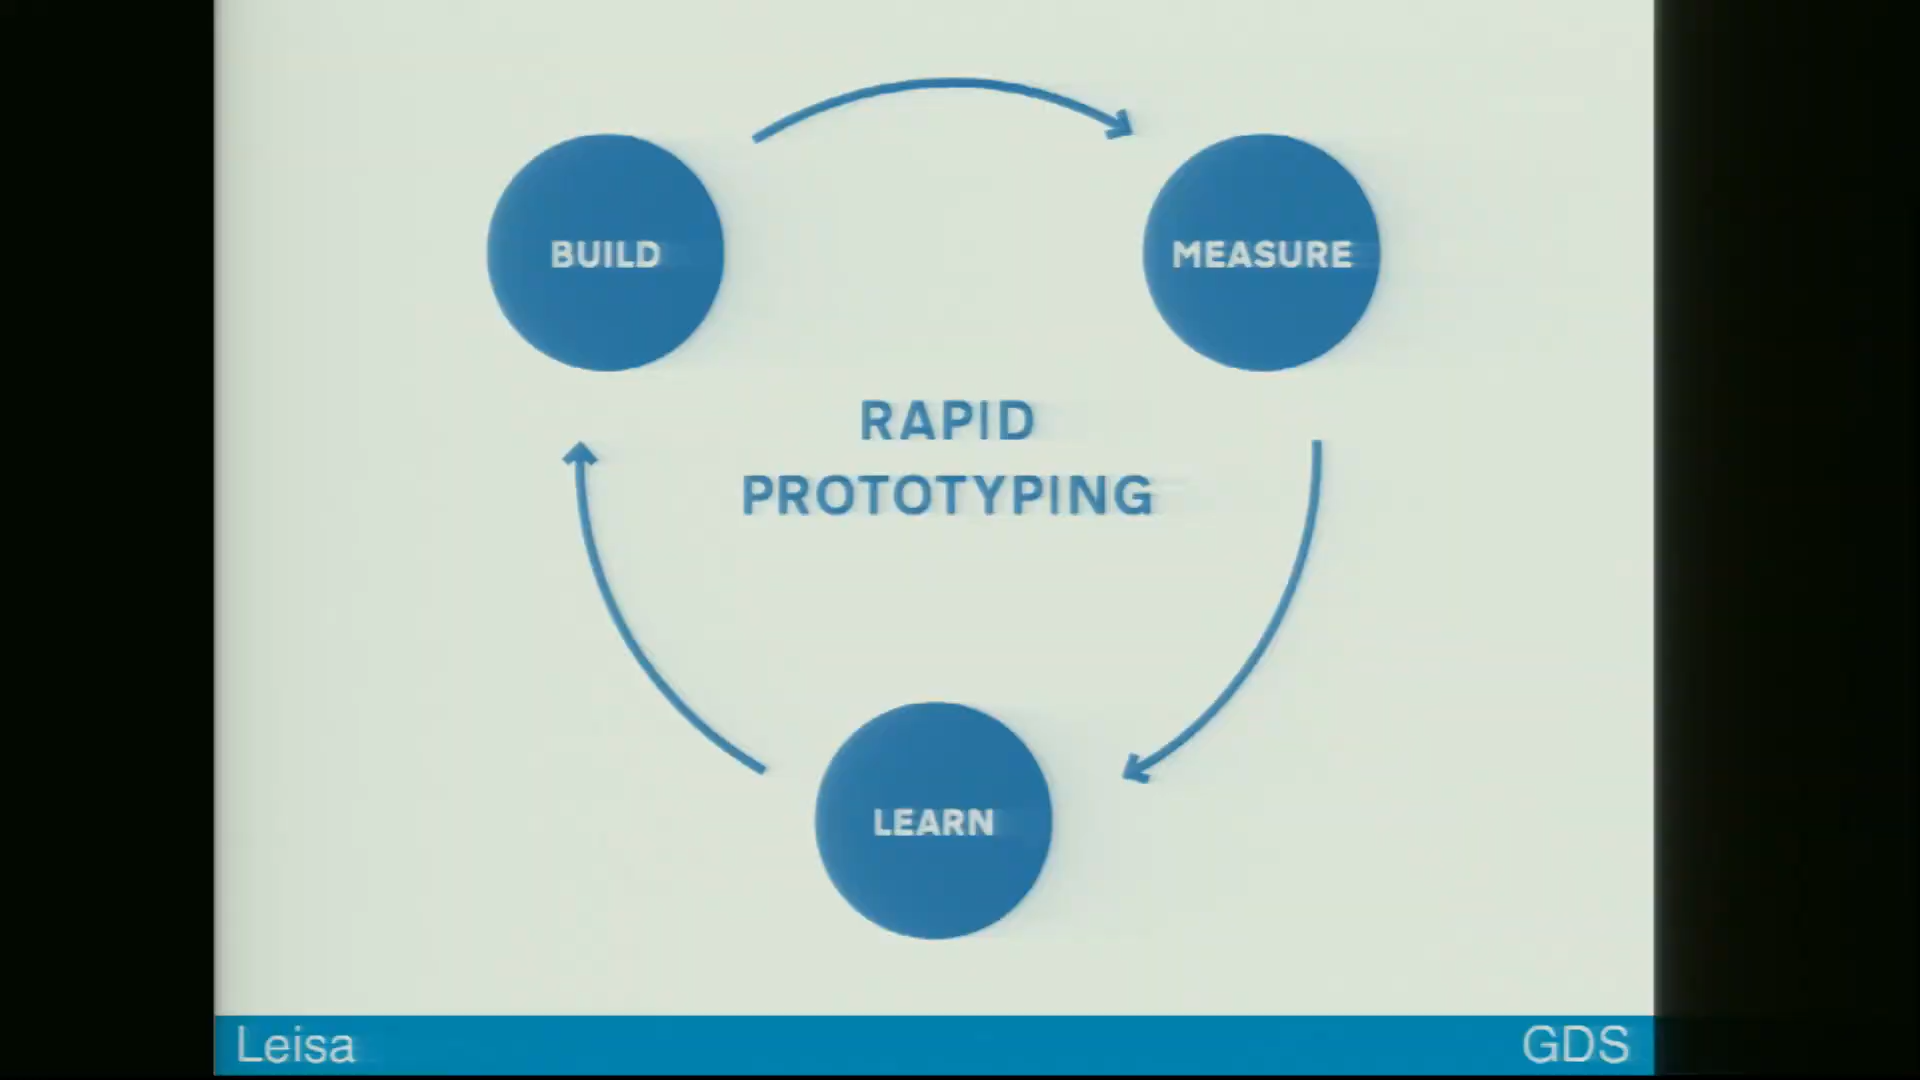 BUILD
MEASURE
RAPID
PROTOTYPING
LEARN
Leisa
GDS